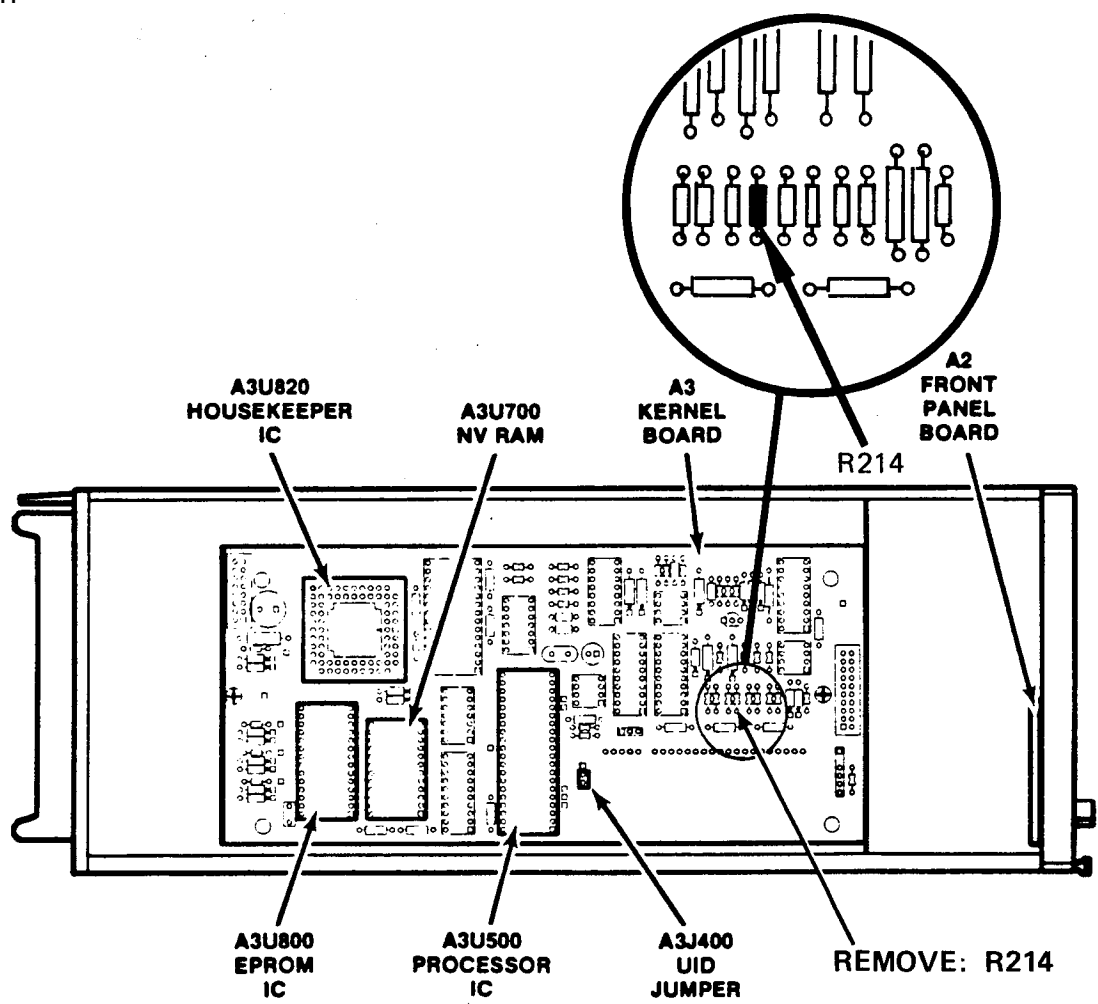 A3U820
HOUSEKEEPER
IC
A3U700
NV RAM
A3
KERNEL
BOARD
R214
A2
FRONT
PANEL
BOARD
A3U800
EPROM
IC
A3U500
PROCESSOR
IC
A3J400
UID
JUMPER
REMOVE: R214